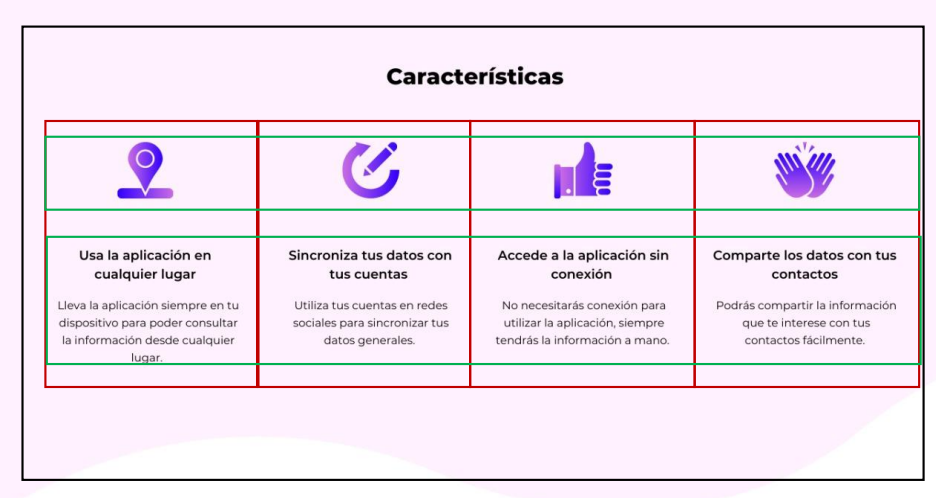 Características
Usa la aplicación en
cualquier lugar
Lleva la aplicación siempre en tu
dispositivo para poder consultar
la información desde cualquier
lugar.
Sincroniza tus datos con
tus cuentas
Utiliza tus cuentas en redes
sociales para sincronizar tus
datos generales.
Accede a la aplicación sin
conexión
No necesitarás conexión para
utilizar la aplicación, siempre
tendrás la información a mano.
Comparte los datos con tus
contactos
Podrás compartir la información
que te interese con tus
contactos fácilmente.